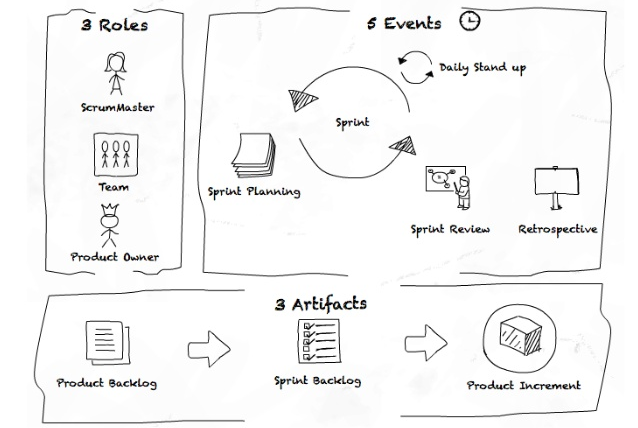 3 Roles
ScrumMaster
Team
Product Owner
5 Events
Daily Stand up
Sprint
Sprint Planning
Sprint Review
Retrospective
3 Artifacts
Product Backlog
Sprint Backlog
Product Increment